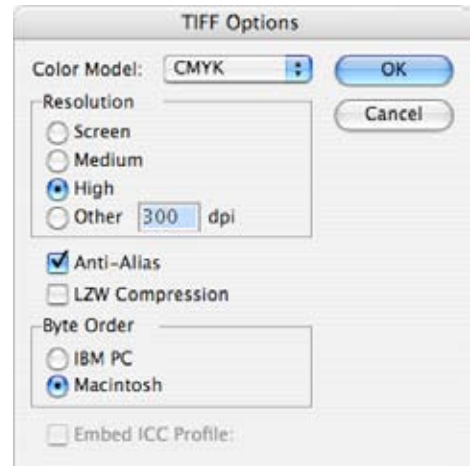 TIFF Options
Color Model: CMYK OK
Resolution Cancel
Screen
Medium
High
Other 300 dpi
Anti-Alias
LZW Compression
Byte Order
IBM PC
Macintosh
Embed ICC Profile: